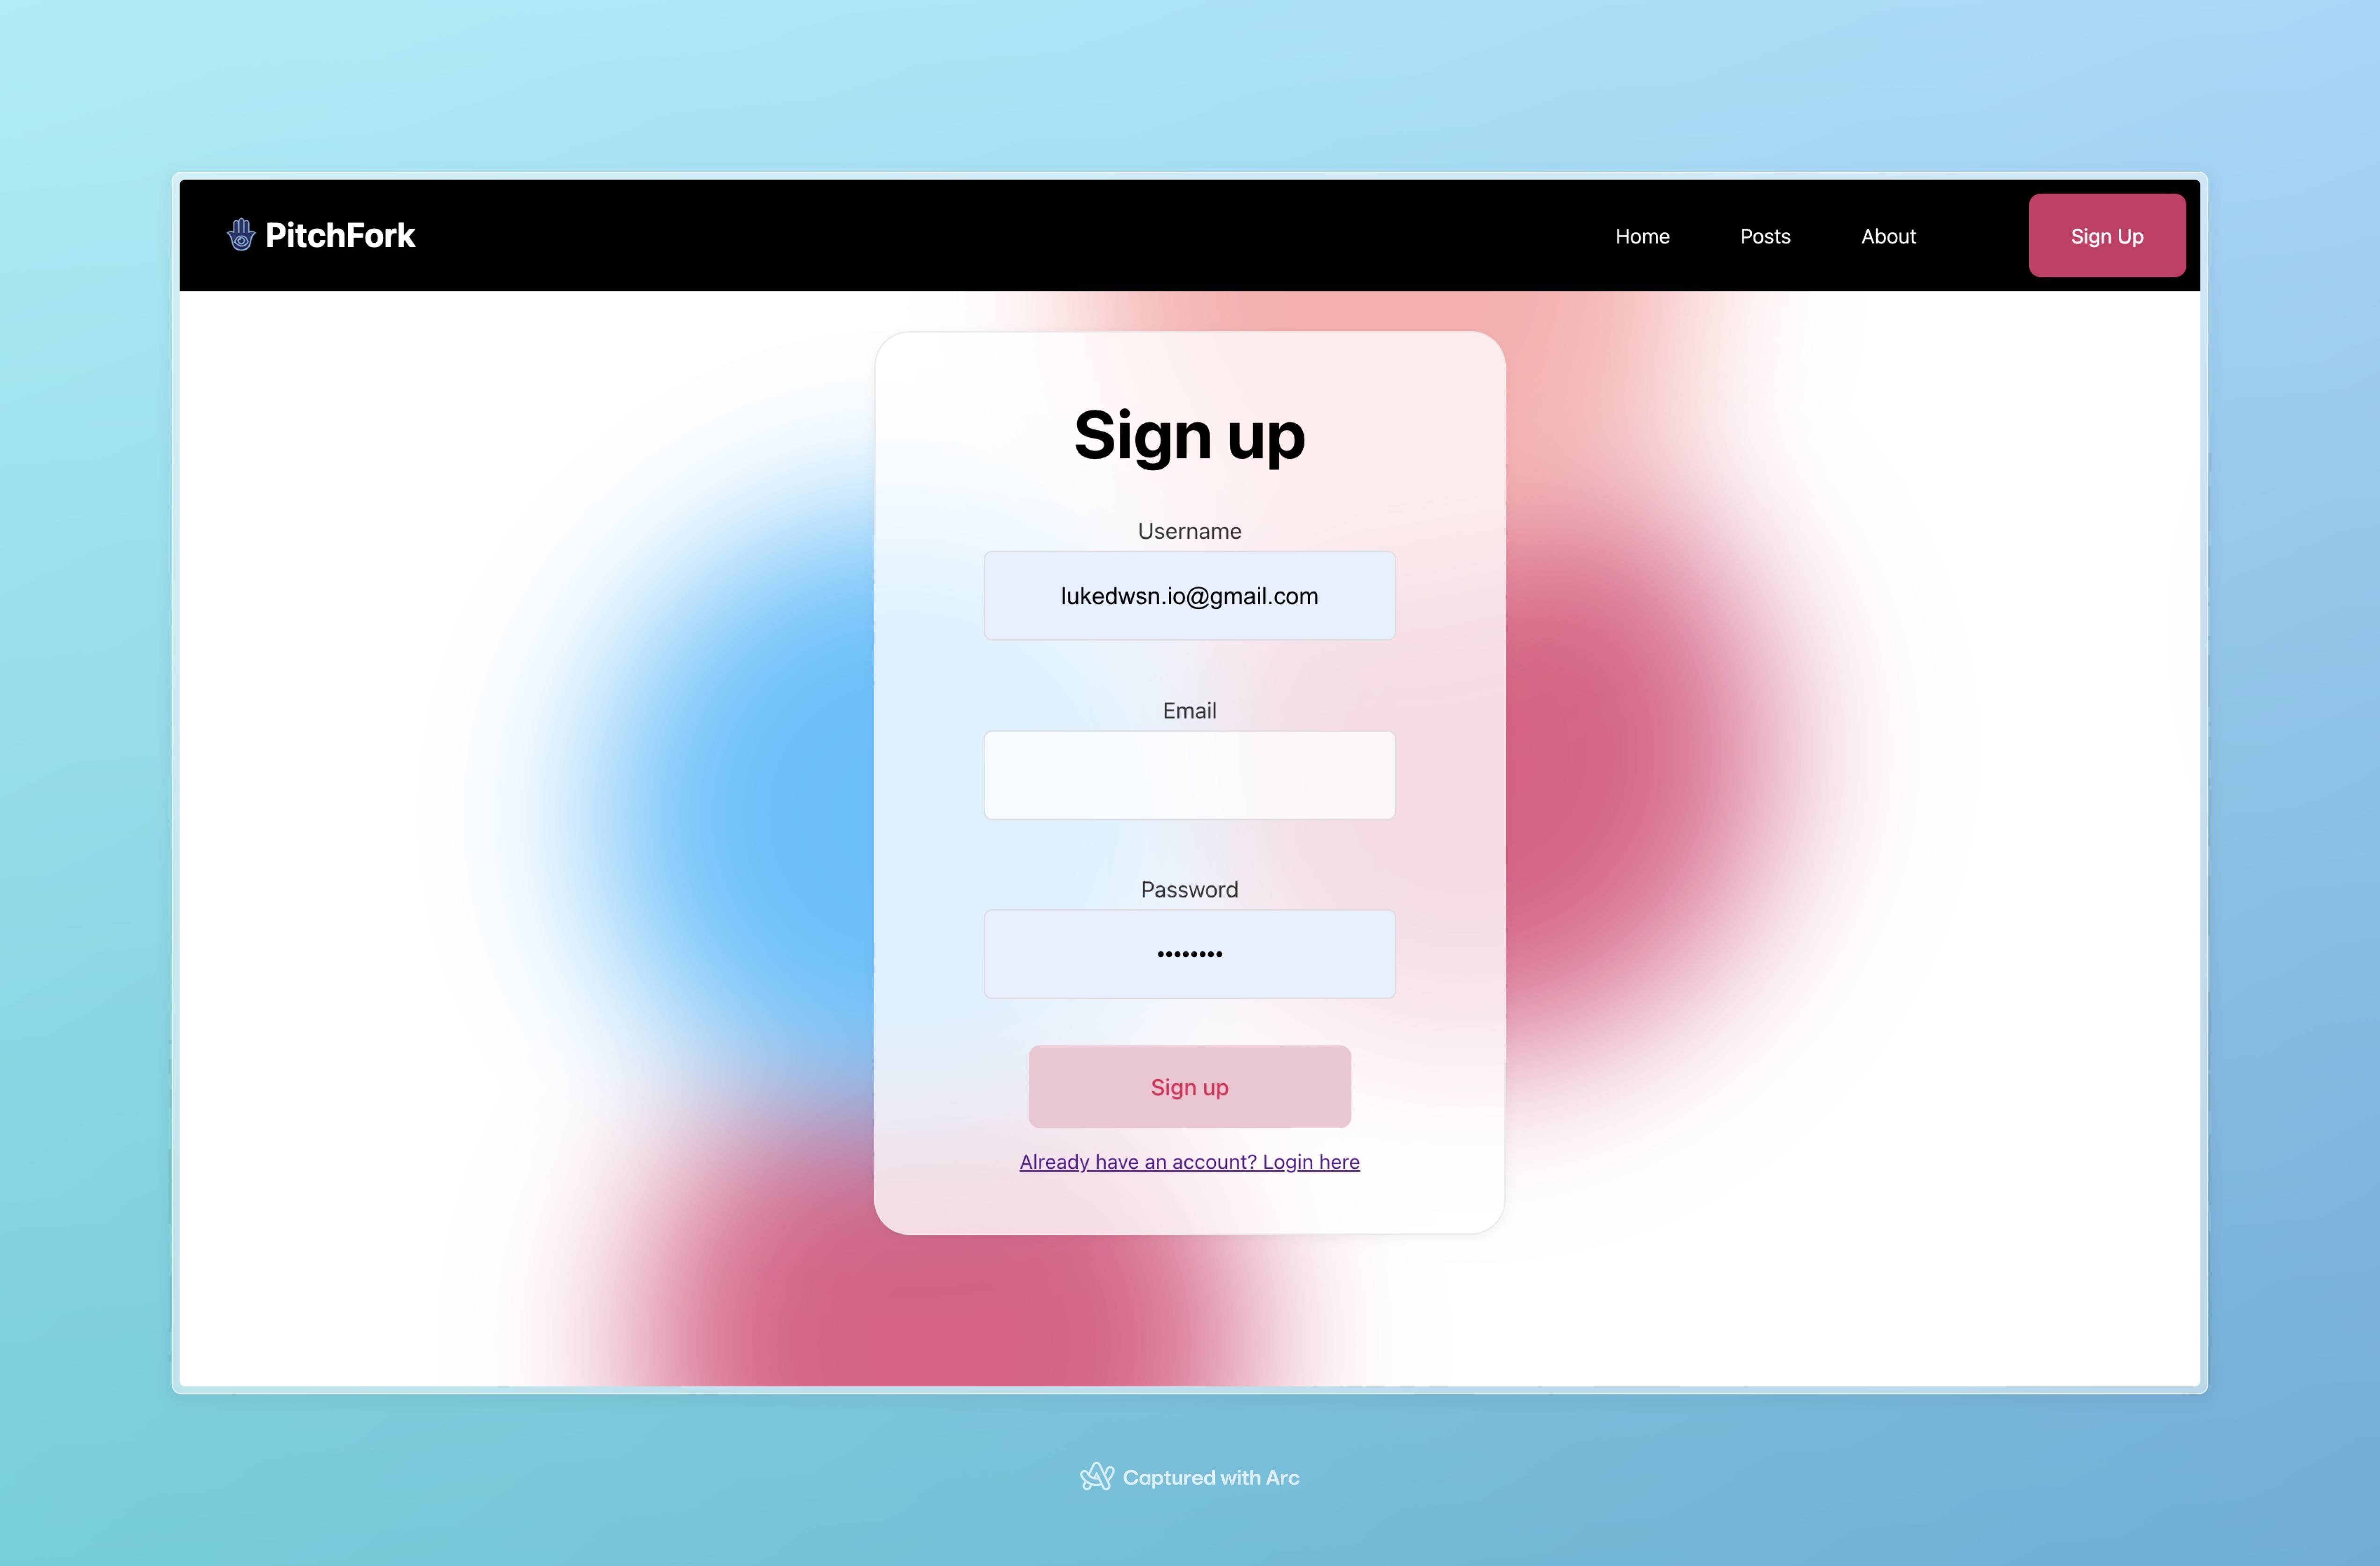 PitchFork
Home
Posts
About
Sign Up
Sign up
Username
lukedwsn.io@gmail.com
Email
Password
••••••••
Sign up
Already have an account? Login here
Captured with Arc